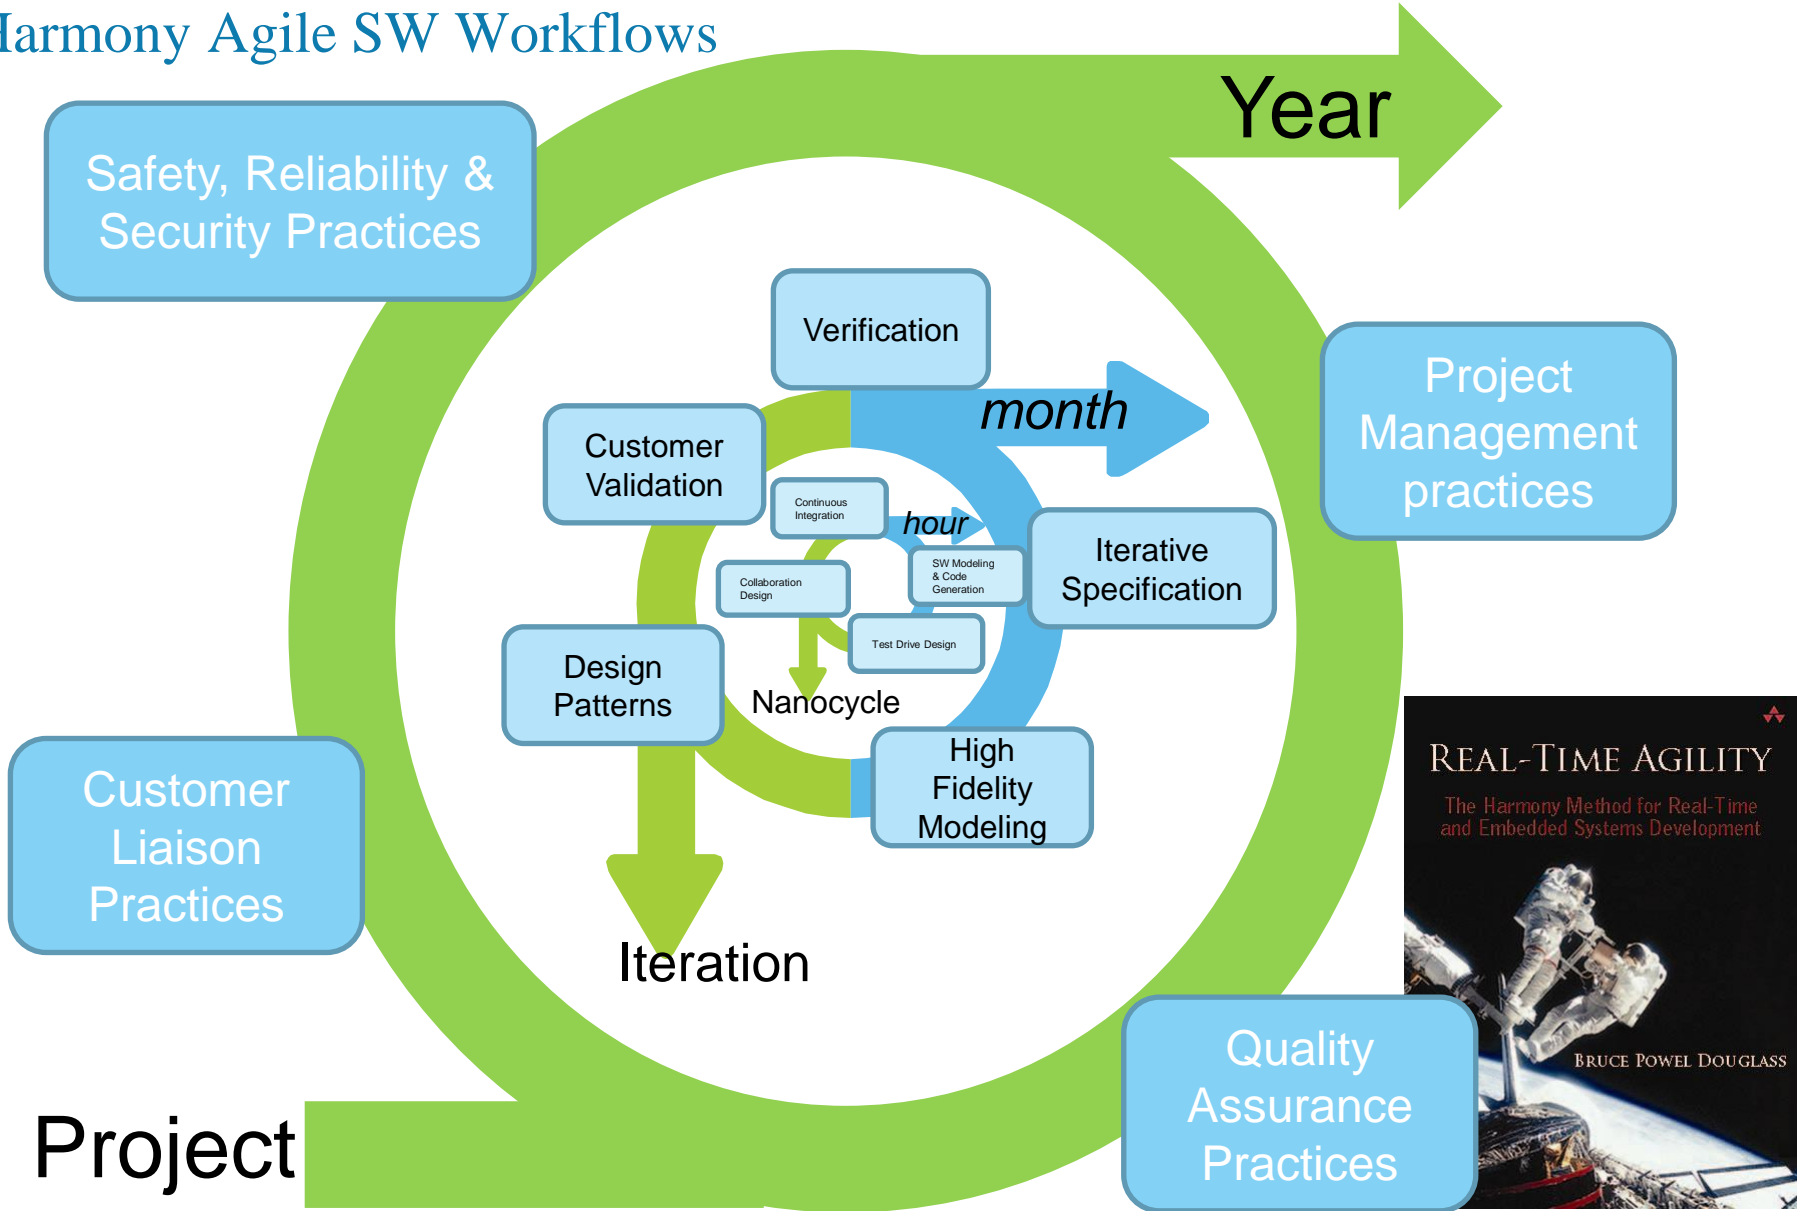 Harmony Agile SW Workflows
Year
Safety, Reliability &
Security Practices
Verification
month
Project
Management
practices
Customer
Validation
Continuous
Integration
hour
Iterative
Specification
SW Modeling
& Code
Generation
Collaboration
Design
Test Drive Design
Design
Patterns
Nanocycle
High
Fidelity
Modeling
Customer
Liaison
Practices
Iteration
REAL-TIME AGILITY
The Harmony Method for Real-Time
and Embedded Systems Development
BRUCE POWEL DOUGLASS
Quality
Assurance
Practices
Project